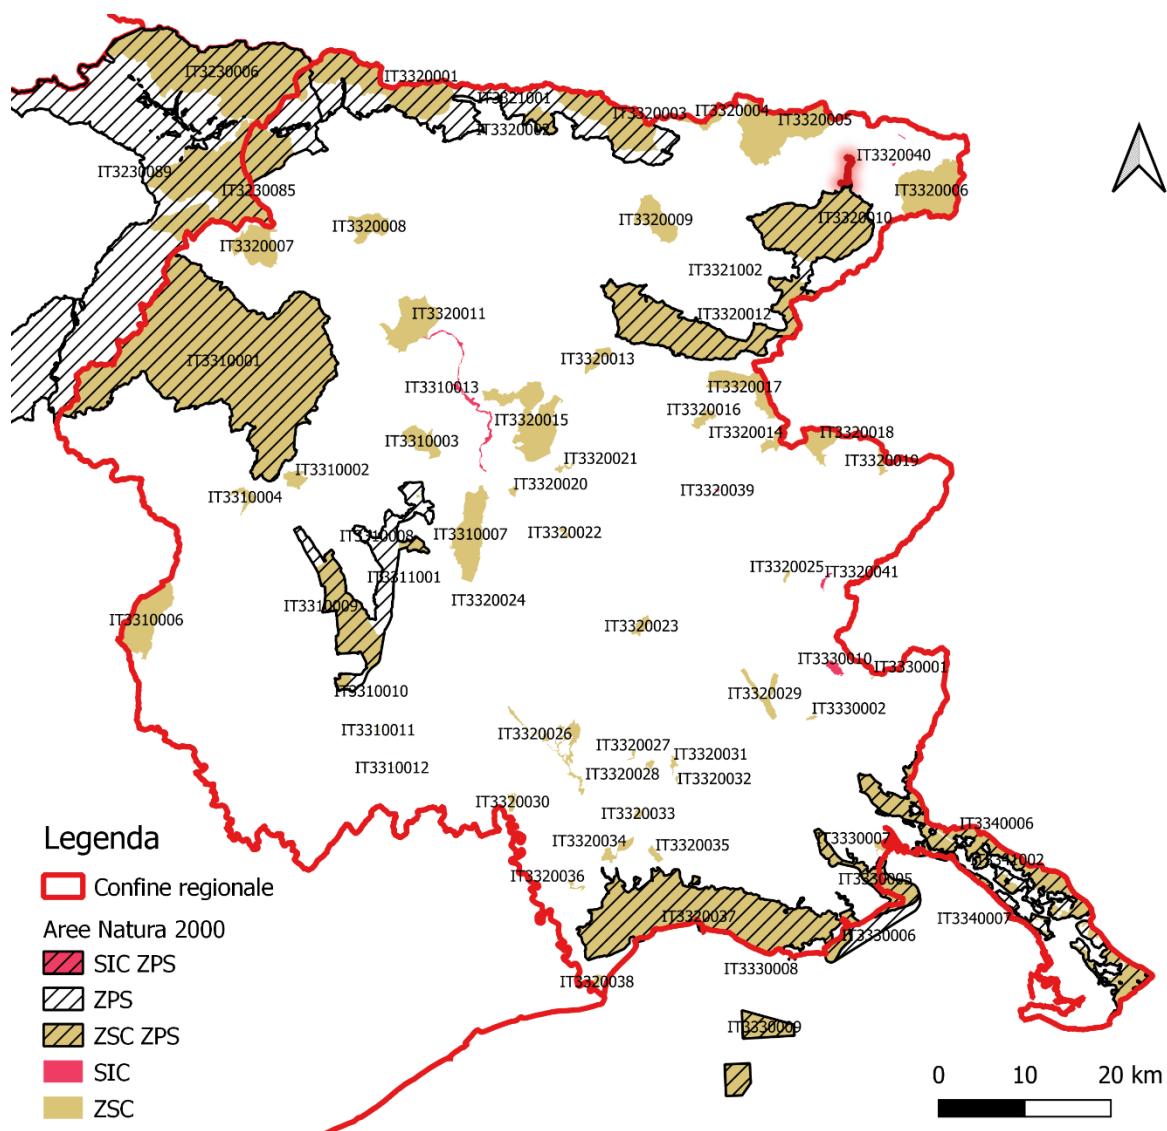 IT3230006
IT3320001
IT3321001
IT3320002
IT3320003
IT3320004
IT3320005
IT3320040
IT3230089
IT3230085
IT3320006
IT3320010
IT3320007
IT3320008
IT3320009
IT3321002
IT3320012
IT3320011
IT3310001
IT3320013
IT3310013
IT3320017
IT3320016
IT3320015
IT3320014
IT3320018
IT3310003
IT3320021
IT3320019
IT3310002
IT3310004
IT3320020
IT3320039
IT3310008
IT3310007
IT3320022
IT3311001
IT3320025
IT3320041
IT3310009
IT3320024
IT3310006
IT3320023
IT3330010
IT3330001
IT3310010
IT3320029
IT3330002
IT3310011
IT3320026
IT3320027
IT3320031
IT3310012
IT3320028
IT3320032
IT3320030
IT3320033
IT3340006
IT3320034
IT3320035
IT3330007
IT3341002
IT3320036
IT3330005
IT3320037
IT3330006
IT3340007
IT3330008
IT3320038
IT3330009
Legenda
Confine regionale
Aree Natura 2000
SIC ZPS
ZPS
ZSC ZPS
SIC
ZSC
0 10 20 km